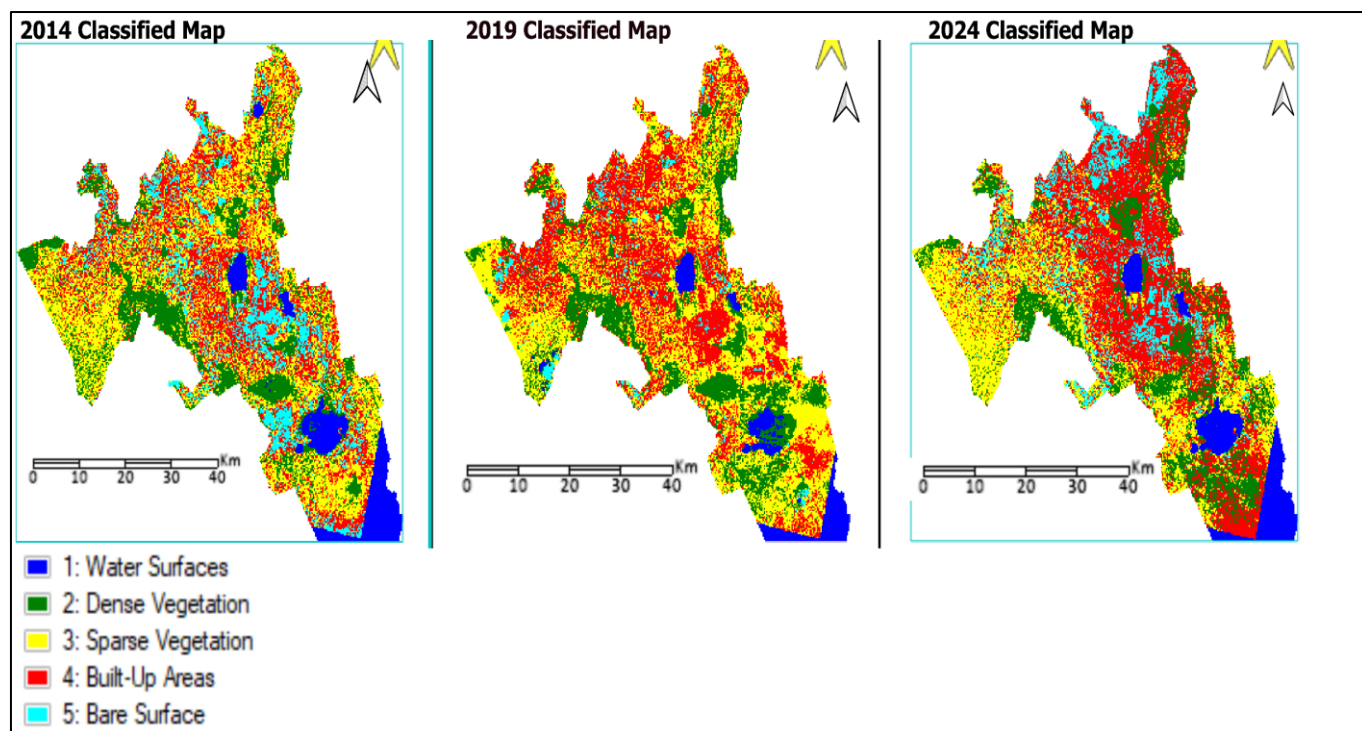 2014 Classified Map
2019 Classified Map
2024 Classified Map
Km
0 10 20 30 40
Km
0 10 20 30 40
Km
0 10 20 30 40
1: Water Surfaces
2: Dense Vegetation
3: Sparse Vegetation
4: Built-Up Areas
5: Bare Surface